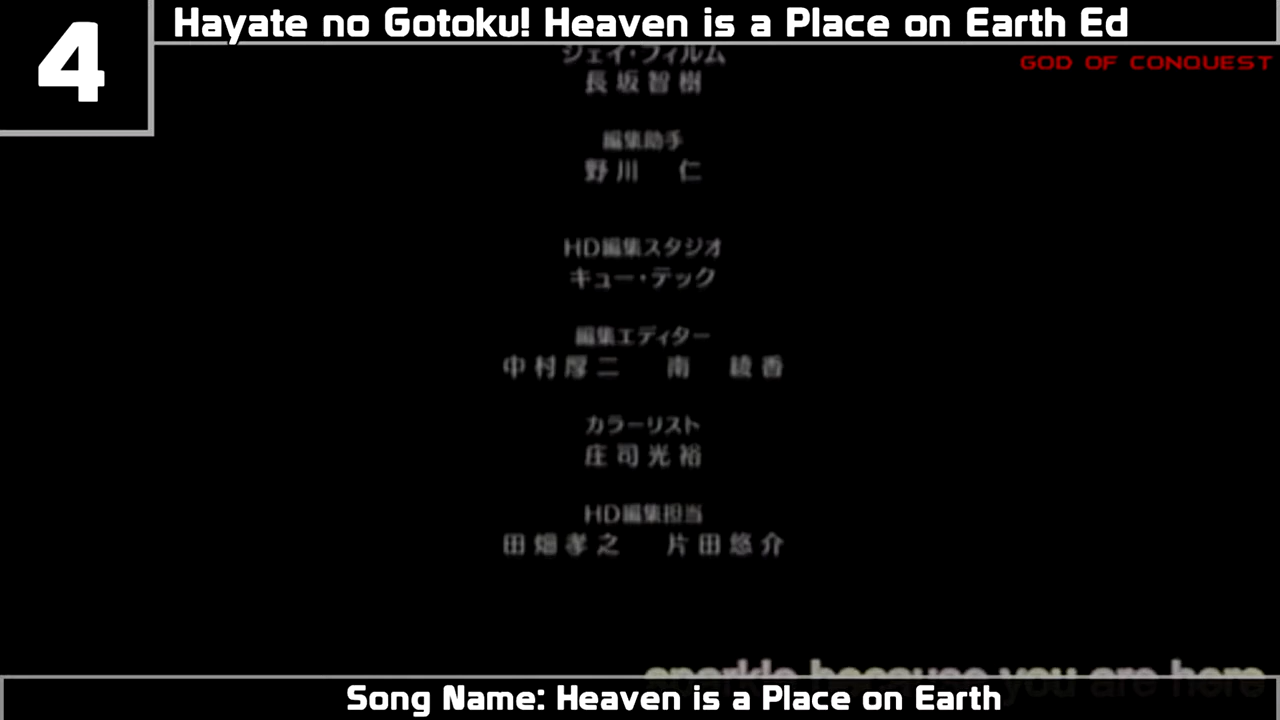 4
Hayate no Gotoku! Heaven is a Place on Earth Ed
GOD OF CONQUEST
ジェイ・フィルム
長坂智樹
編集助手
野川 仁
HD編集スタジオ
キュー・テック
編集エディター
中村厚二 南 綾香
カラーリスト
庄司光裕
HD編集担当
田畑孝之 片田悠介
sparkle because you are here
Song Name: Heaven is a Place on Earth